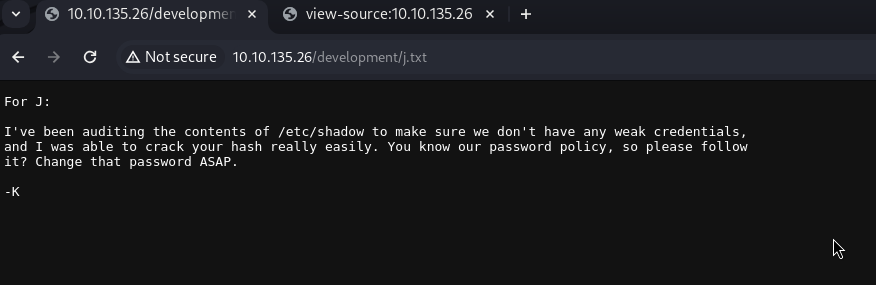 10.10.135.26/developmen
view-source:10.10.135.26
Not secure
10.10.135.26/development/j.txt
For J:
I've been auditing the contents of /etc/shadow to make sure we don't have any weak credentials,
and I was able to crack your hash really easily. You know our password policy, so please follow
it? Change that password ASAP.
-K